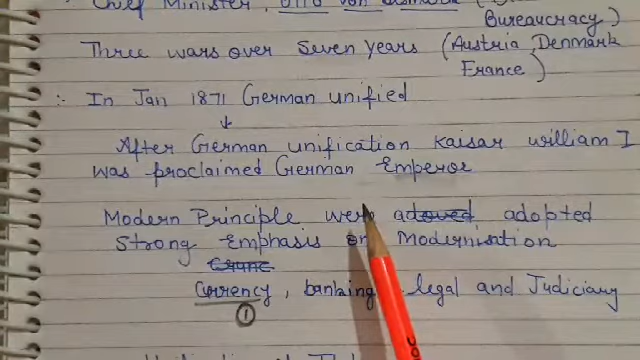 Chief Minister, Otto von
Bureaucracy)
Three wars over seven years (Austria, Denmark
France)
∴ In Jan 1871 German unified
↓
After German unification Kaisar william I
was proclaimed German Emperor
Modern Principle were adopted
Strong Emphasis on Modernisation
Currency, banking, legal and Judiciary
①